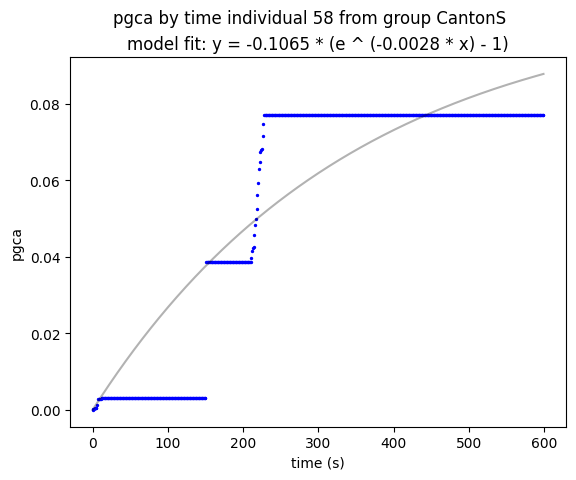 pgca by time individual 58 from group CantonS
model fit: y = -0.1065 * (e ^ (-0.0028 * x) - 1)
0.08
0.06
0.04
0.02
0.00
pgca
0 100 200 300 400 500 600
time (s)